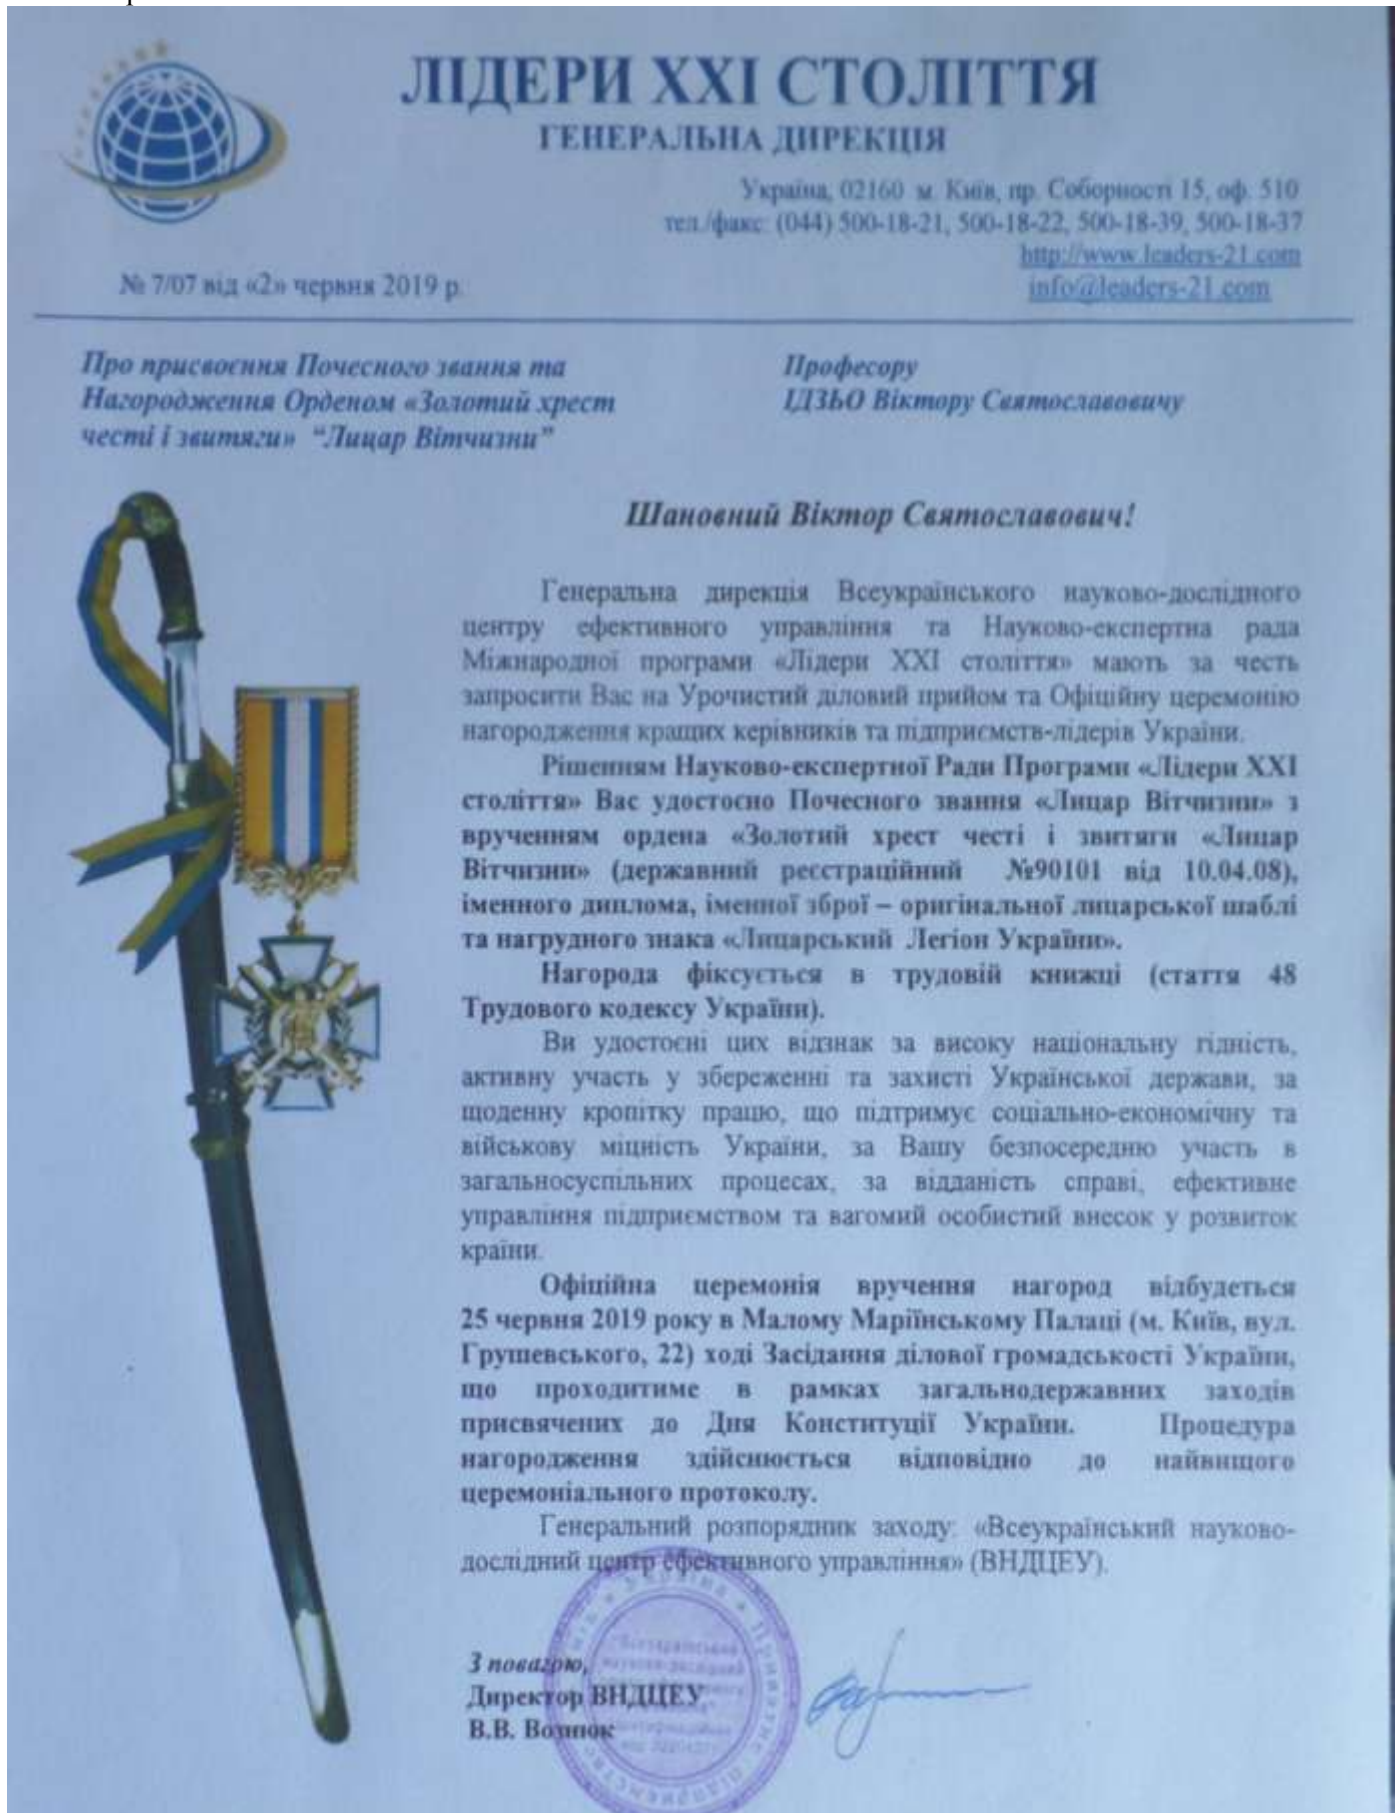 ЛІДЕРИ ХХІ СТОЛІТТЯ
ГЕНЕРАЛЬНА ДИРЕКЦІЯ
Україна, 02160 м. Київ, пр. Соборності 15, оф. 510
тел./факс: (044) 500-18-21, 500-18-22, 500-18-39, 500-18-37
http://www.leaders-21.com
info@leaders-21.com
№ 7/07 від «2» червня 2019 р.
Про присвоєння Почесного звання та
Нагородження Орденом «Золотий хрест
честі і звитяги» “Лицар Вітчизни”
Професору
ІДЗЬО Віктору Святославовичу
Шановний Віктор Святославович!
Генеральна дирекція Всеукраїнського науково-дослідного
центру ефективного управління та Науково-експертна рада
Міжнародної програми «Лідери ХХІ століття» мають за честь
запросити Вас на Урочистий діловий прийом та Офіційну церемонію
нагородження кращих керівників та підприємств-лідерів України.
Рішенням Науково-експертної Ради Програми «Лідери ХХІ
століття» Вас удостоєно Почесного звання «Лицар Вітчизни» з
врученням ордена «Золотий хрест честі і звитяги «Лицар
Вітчизни» (державний реєстраційний №90101 від 10.04.08),
іменного диплома, іменної зброї – оригінальної лицарської шаблі
та нагрудного знака «Лицарський Легіон України».
Нагорода фіксується в трудовій книжці (стаття 48
Трудового кодексу України).
Ви удостоєні цих відзнак за високу національну гідність,
активну участь у збереженні та захисті Української держави, за
щоденну кропітку працю, що підтримує соціально-економічну та
військову міцність України, за Вашу безпосередню участь в
загальносуспільних процесах, за відданість справі, ефективне
управління підприємством та вагомий особистий внесок у розвиток
країни.
Офіційна церемонія вручення нагород відбудеться
25 червня 2019 року в Малому Маріїнському Палаці (м. Київ, вул.
Грушевського, 22) ході Засідання ділової громадськості України,
що проходитиме в рамках загальнодержавних заходів
присвячених до Дня Конституції України. Процедура
нагородження здійснюється відповідно до найвищого
церемоніального протоколу.
Генеральний розпорядник заходу: «Всеукраїнський науково-
дослідний центр ефективного управління» (ВНДЦЕУ).
З повагою,
Директор ВНДЦЕУ
В.В. Вознюк